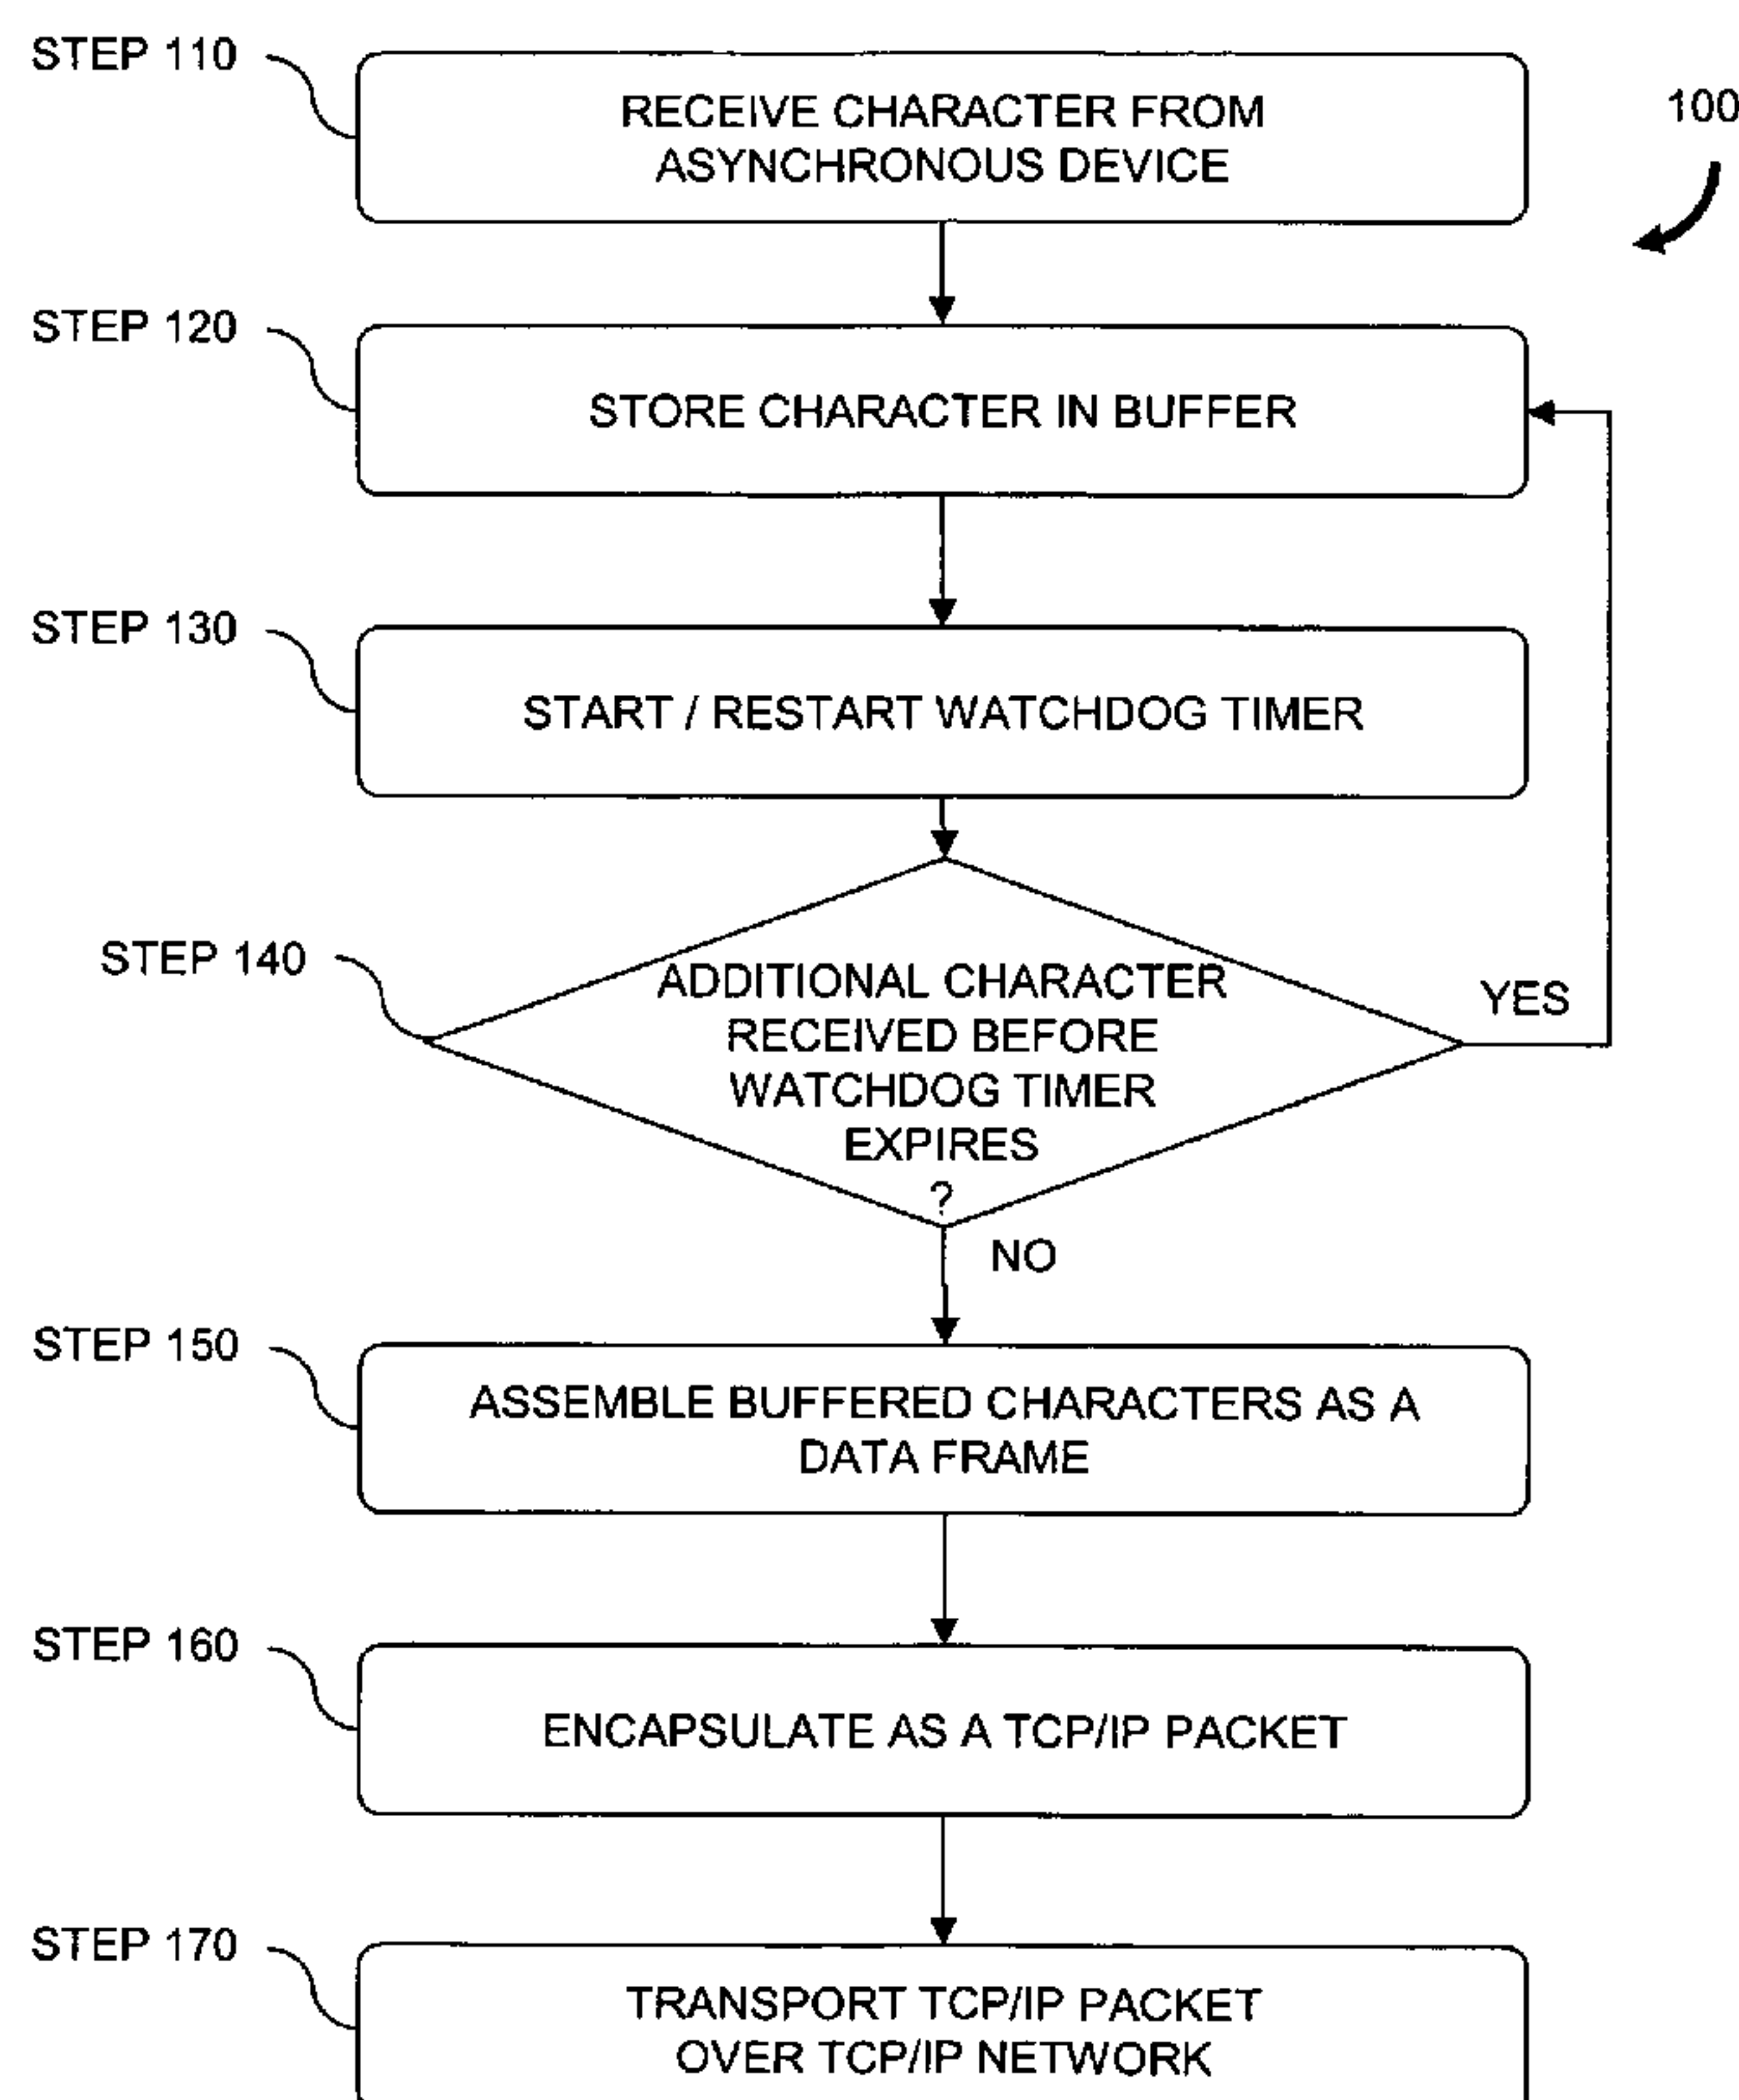 STEP 110
RECEIVE CHARACTER FROM
ASYNCHRONOUS DEVICE
100
STEP 120
STORE CHARACTER IN BUFFER
STEP 130
START / RESTART WATCHDOG TIMER
STEP 140
ADDITIONAL CHARACTER
RECEIVED BEFORE
WATCHDOG TIMER
EXPIRES
?
YES
NO
STEP 150
ASSEMBLE BUFFERED CHARACTERS AS A
DATA FRAME
STEP 160
ENCAPSULATE AS A TCP/IP PACKET
STEP 170
TRANSPORT TCP/IP PACKET
OVER TCP/IP NETWORK